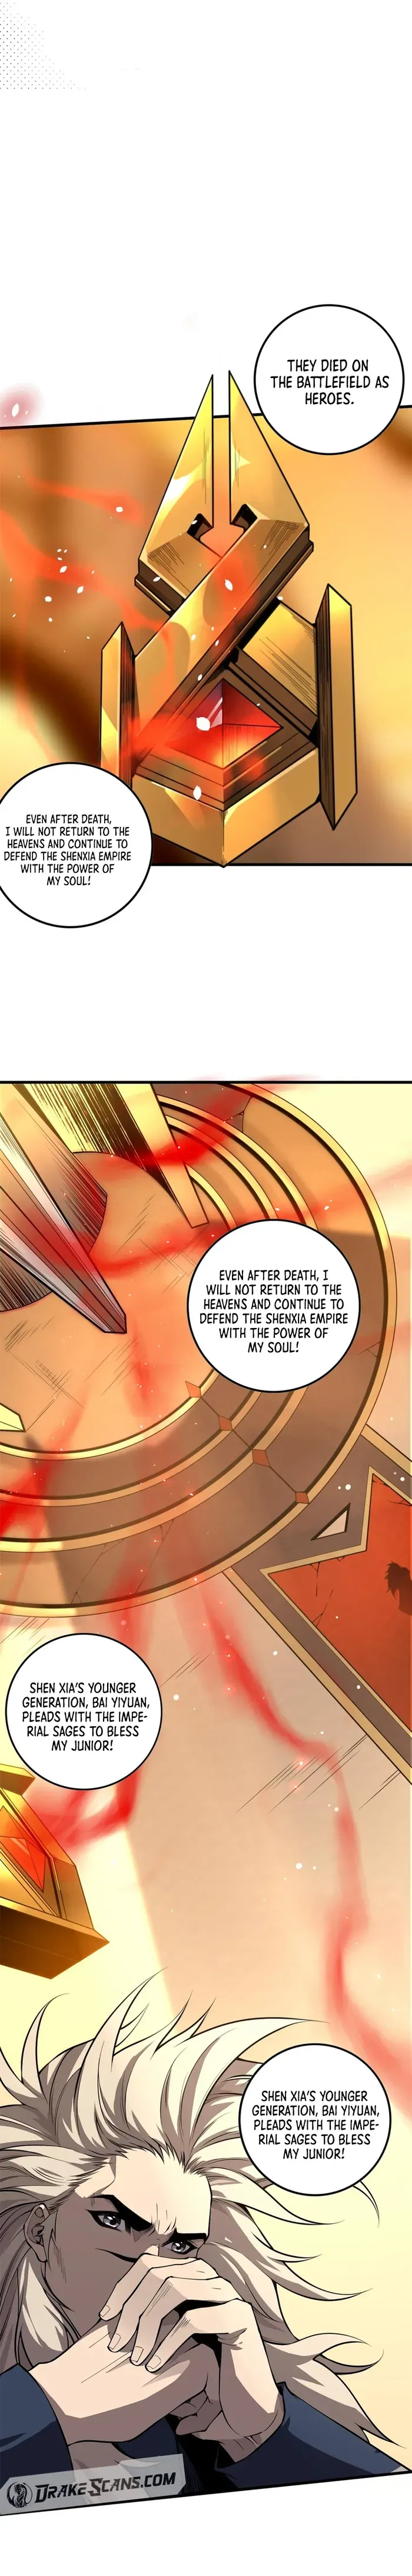 THEY DIED ON
THE BATTLEFIELD AS
HEROES.
EVEN AFTER DEATH,
I WILL NOT RETURN TO THE
HEAVENS AND CONTINUE TO
DEFEND THE SHENXIA EMPIRE
WITH THE POWER OF
MY SOUL!
EVEN AFTER DEATH, I
WILL NOT RETURN TO THE
HEAVENS AND CONTINUE TO
DEFEND THE SHENXIA EMPIRE
WITH THE POWER OF
MY SOUL!
SHEN XIA'S YOUNGER
GENERATION, BAI YIYUAN,
PLEADS WITH THE IMPE-
RIAL SAGES TO BLESS
MY JUNIOR!
SHEN XIA'S YOUNGER
GENERATION, BAI YIYUAN,
PLEADS WITH THE IMPE-
RIAL SAGES TO BLESS
MY JUNIOR!
DRAKESCANS.COM